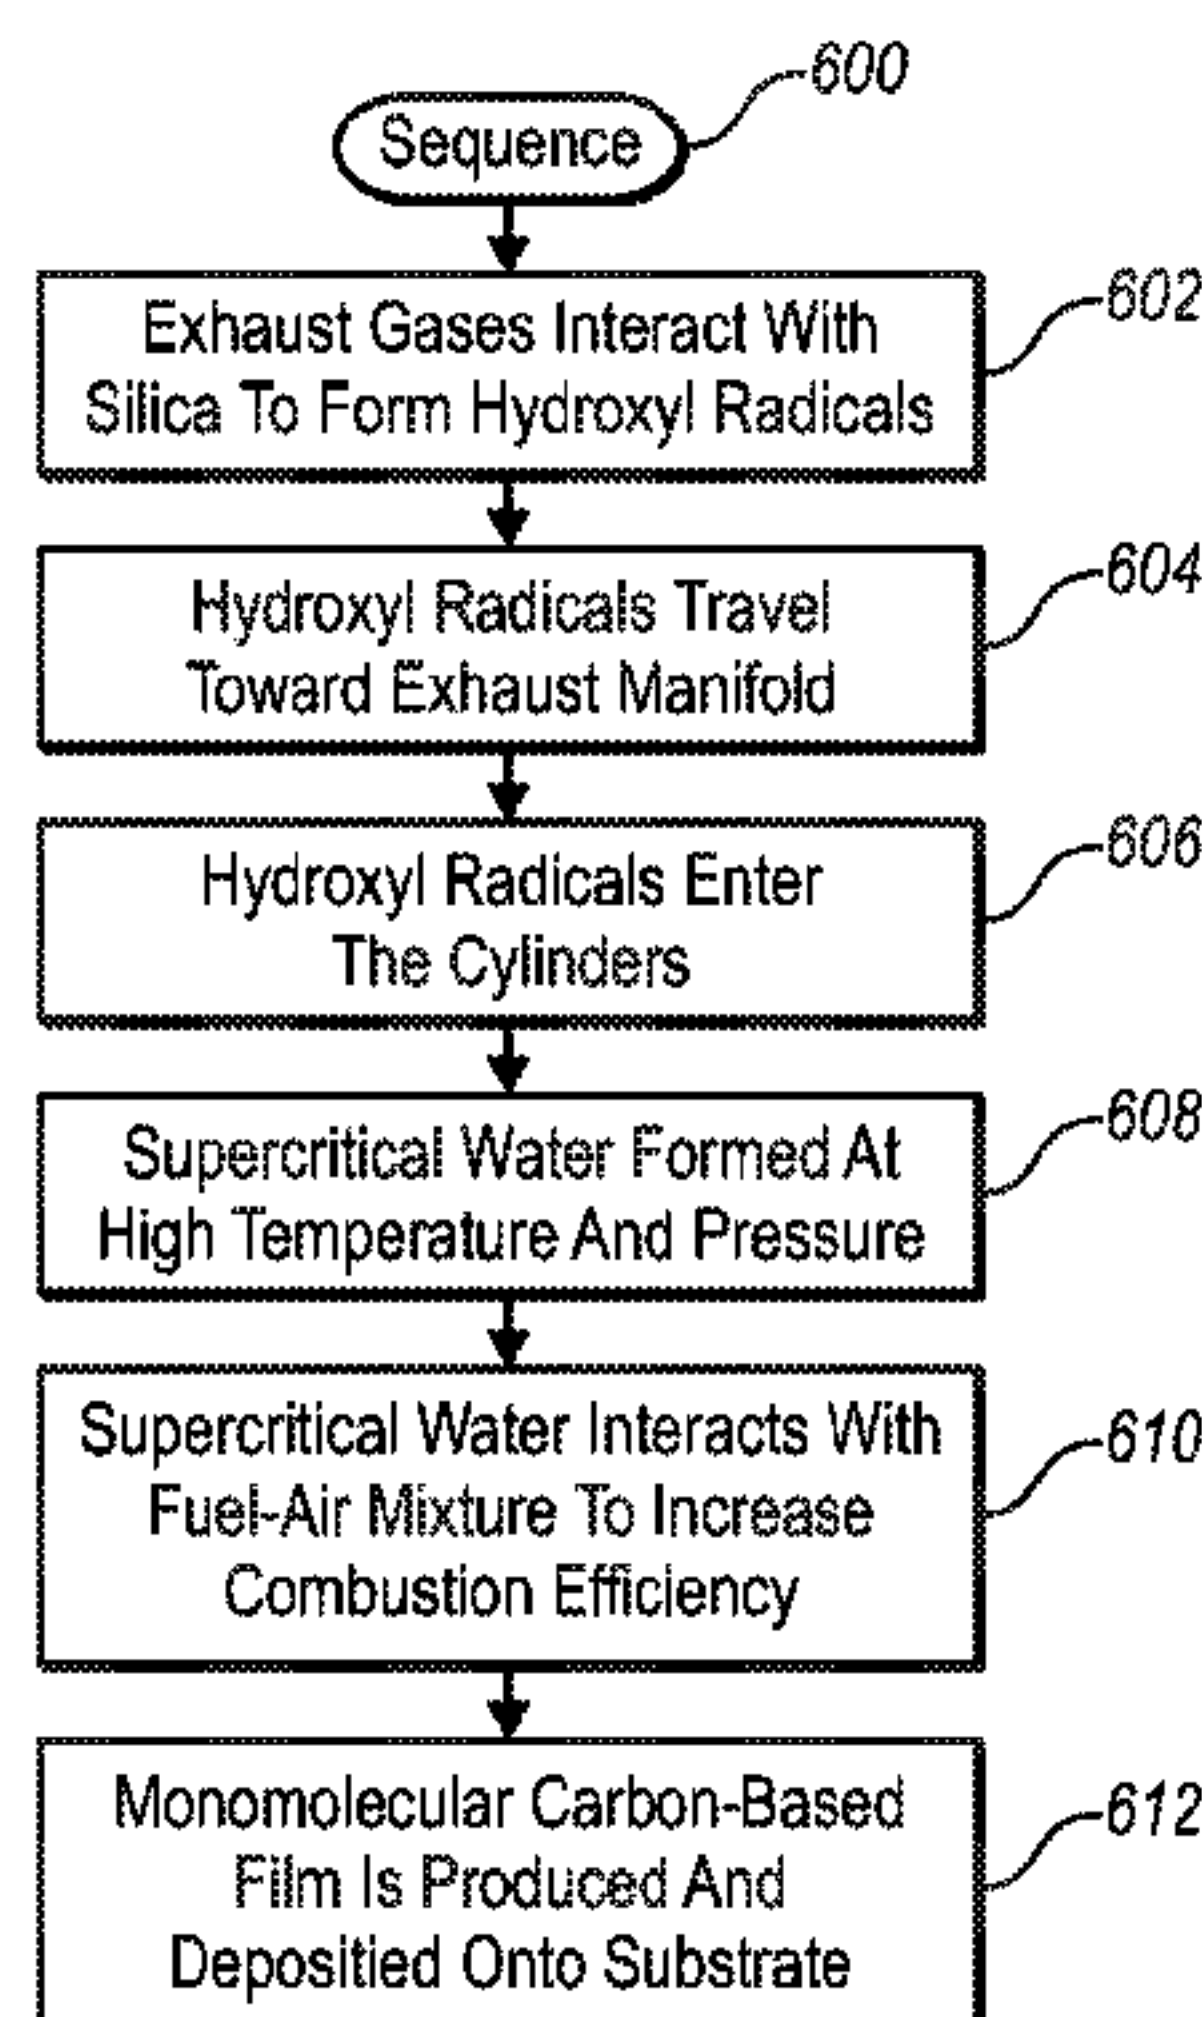 600
Sequence
602
Exhaust Gases Interact With
Silica To Form Hydroxyl Radicals
604
Hydroxyl Radicals Travel
Toward Exhaust Manifold
606
Hydroxyl Radicals Enter
The Cylinders
608
Supercritical Water Formed At
High Temperature And Pressure
610
Supercritical Water Interacts With
Fuel-Air Mixture To Increase
Combustion Efficiency
612
Monomolecular Carbon-Based
Film Is Produced And
Depositied Onto Substrate